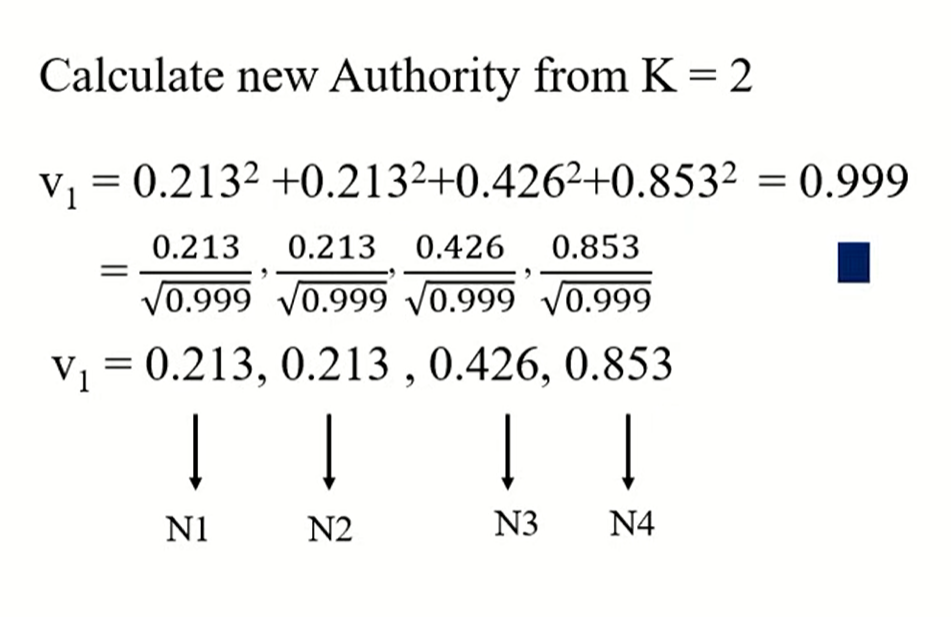 Calculate new Authority from K = 2
v₁ = 0.213² +0.213²+0.426²+0.853² = 0.999
= 0.213/√0.999 , 0.213/√0.999 , 0.426/√0.999 , 0.853/√0.999
v₁ = 0.213, 0.213 , 0.426, 0.853
N1 N2 N3 N4